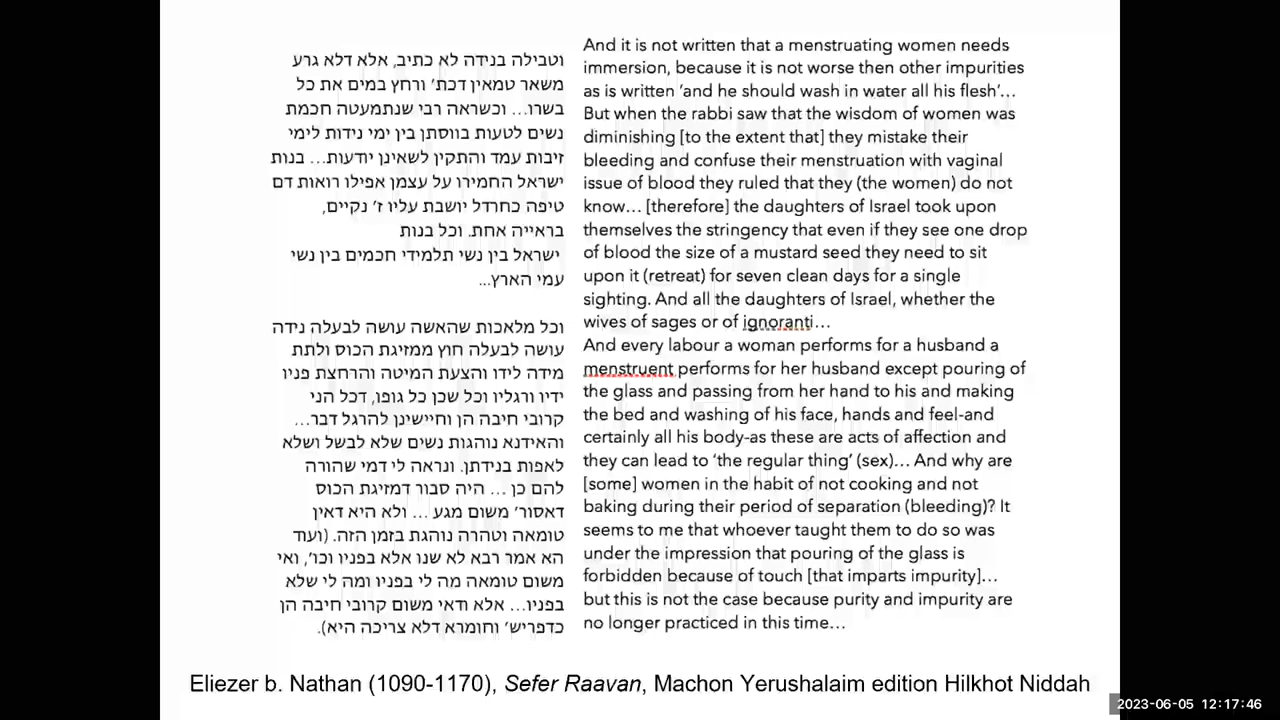 וטבילה בנידה לא כתיב, אלא דלא גרע
משאר טמאין דכת׳ ורחץ במים את כל
בשרו... וכשראה רבי שנתמעטה חכמת
נשים לטעות בווסתן בין ימי נידות לימי
זיבות עמד והתקין לשאינן יודעות... בנות
ישראל החמירו על עצמן אפילו רואות דם
טיפה כחרדל יושבת עליו ז׳ נקיים,
בראייה אחת. וכל בנות
ישראל בין נשי תלמידי חכמים בין נשי
עמי הארץ...
וכל מלאכות שהאשה עושה לבעלה נידה
עושה לבעלה חוץ ממזיגת הכוס ולתת
מידה לידו והצעת המיטה והרחצת פניו
ידיו ורגליו וכל שכן כל גופו, דכל הני
קרובי חיבה הן וחיישינן להרגל דבר...
והאידנא נוהגות נשים שלא לבשל ושלא
לאפות בנידתן. ונראה לי דמי שהורה
להם כן ... היה סבור דמזיגת הכוס
דאסור׳ משום מגע ... ולא היא דאין
טומאה וטהרה נוהגת בזמן הזה. (ועוד
הא אמר רבא לא שנו אלא בפניו וכו׳, ואי
משום טומאה מה לי בפניו ומה לי שלא
בפניו... אלא ודאי משום קרובי חיבה הן
כדפריש׳ וחומרא דלא צריכה היא).
And it is not written that a menstruating women needs
immersion, because it is not worse then other impurities
as is written ‘and he should wash in water all his flesh’...
But when the rabbi saw that the wisdom of women was
diminishing [to the extent that] they mistake their
bleeding and confuse their menstruation with vaginal
issue of blood they ruled that they (the women) do not
know... [therefore] the daughters of Israel took upon
themselves the stringency that even if they see one drop
of blood the size of a mustard seed they need to sit
upon it (retreat) for seven clean days for a single
sighting. And all the daughters of Israel, whether the
wives of sages or of ignoranti...
And every labour a woman performs for a husband a
menstruent performs for her husband except pouring of
the glass and passing from her hand to his and making
the bed and washing of his face, hands and feel-and
certainly all his body-as these are acts of affection and
they can lead to ‘the regular thing’ (sex)... And why are
[some] women in the habit of not cooking and not
baking during their period of separation (bleeding)? It
seems to me that whoever taught them to do so was
under the impression that pouring of the glass is
forbidden because of touch [that imparts impurity]...
but this is not the case because purity and impurity are
no longer practiced in this time...
Eliezer b. Nathan (1090-1170), Sefer Raavan, Machon Yerushalaim edition Hilkhot Niddah
2023-06-05 12:17:46